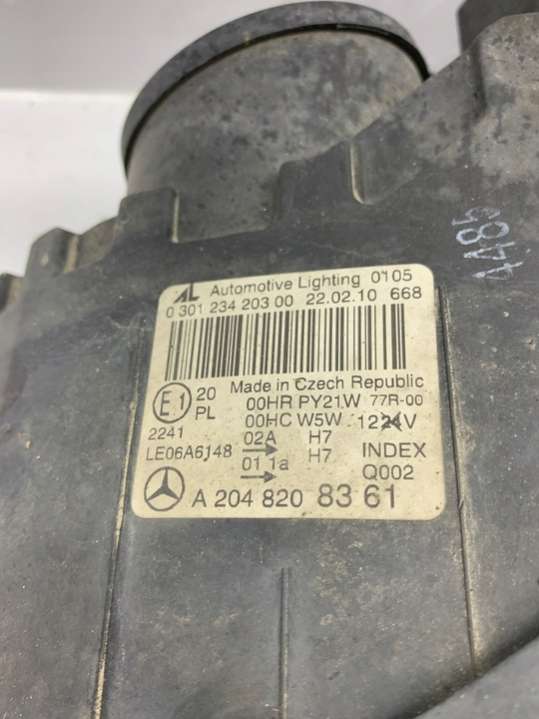 AL Automotive Lighting 0105
0 301 234 203 00 22.02.10 668
Made in Czech Republic
E1 20 00HR PY21W 77R-00
PL 00HC W5W 1224V
2241 02A H7
LE06A6148 01 1a H7 INDEX
Q002
A 204 820 83 61
4485